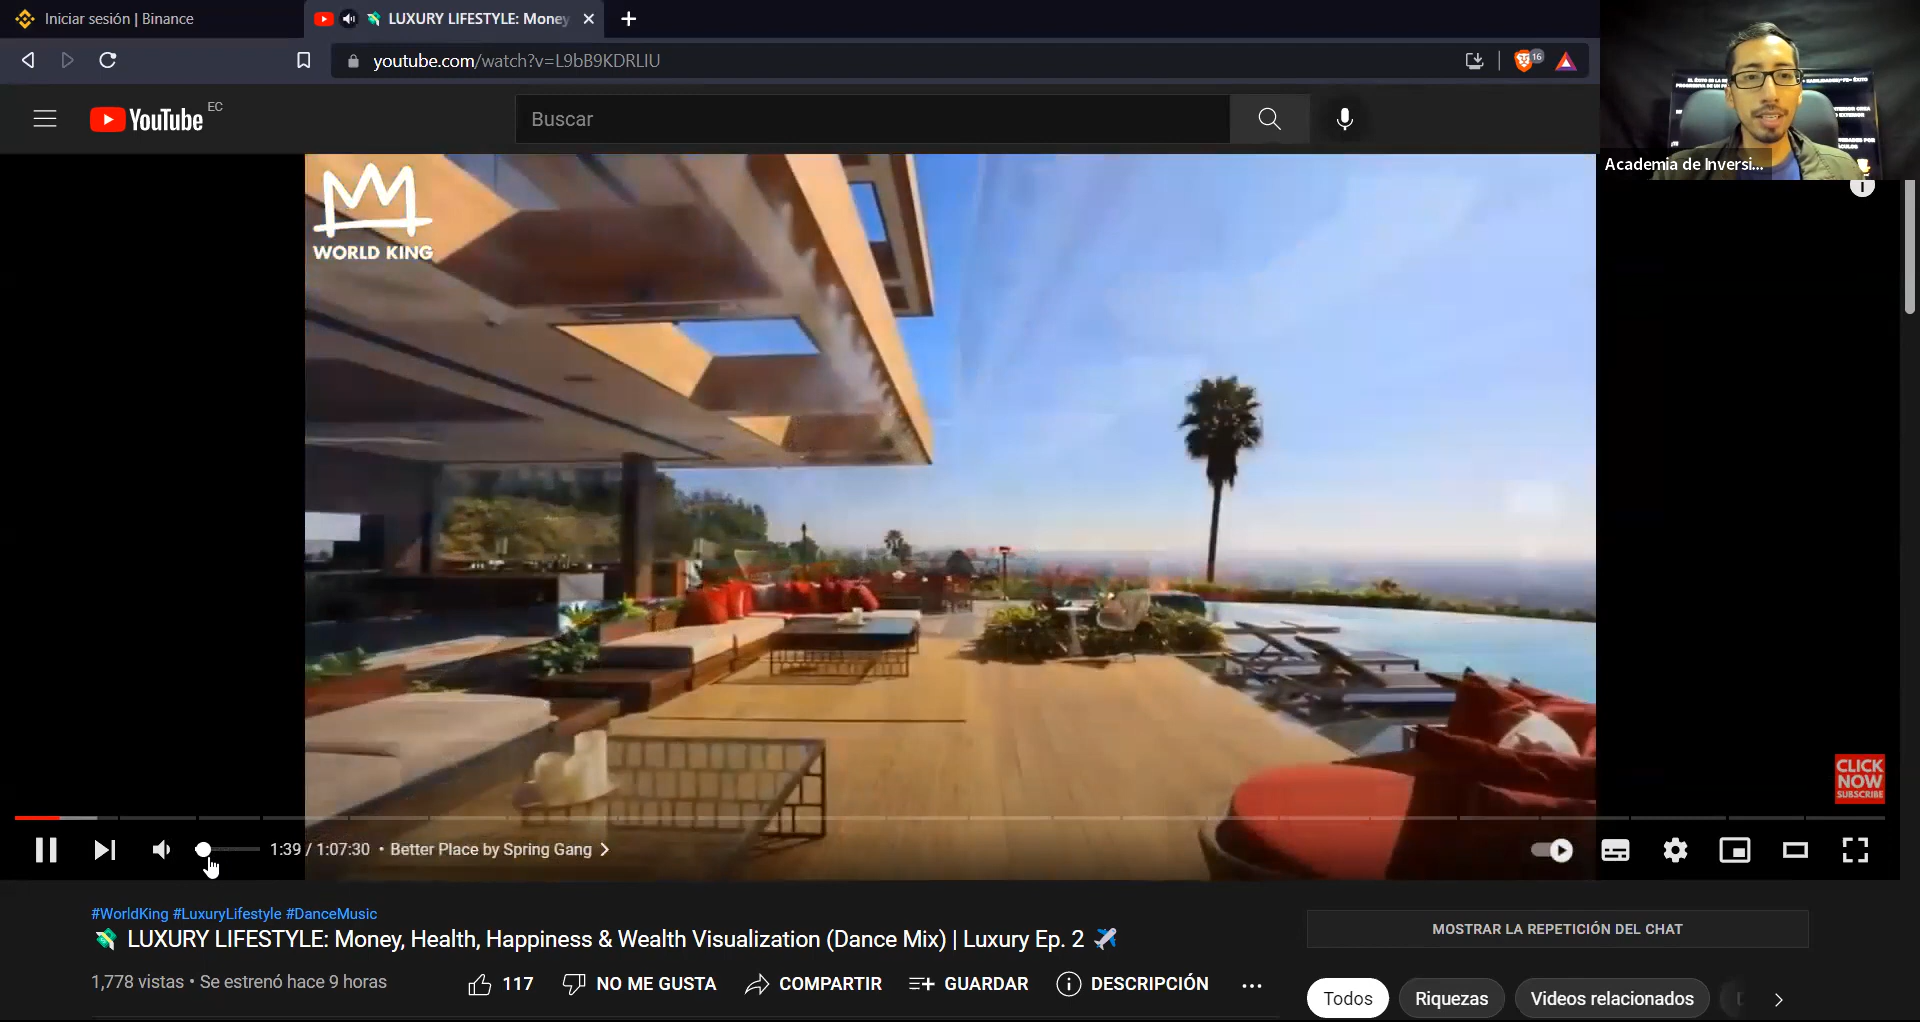 Iniciar sesión | Binance
LUXURY LIFESTYLE: Money
youtube.com/watch?v=L9bB9KDRLIU
16
YouTube
EC
Buscar
Academia de Inversi...
WORLD KING
CLICK
NOW
SUBSCRIBE
1:39 / 1:07:30 • Better Place by Spring Gang
#WorldKing #LuxuryLifestyle #DanceMusic
LUXURY LIFESTYLE: Money, Health, Happiness & Wealth Visualization (Dance Mix) | Luxury Ep. 2
1,778 vistas • Se estrenó hace 9 horas
117
NO ME GUSTA
COMPARTIR
GUARDAR
DESCRIPCIÓN
MOSTRAR LA REPETICIÓN DEL CHAT
Todos
Riquezas
Videos relacionados